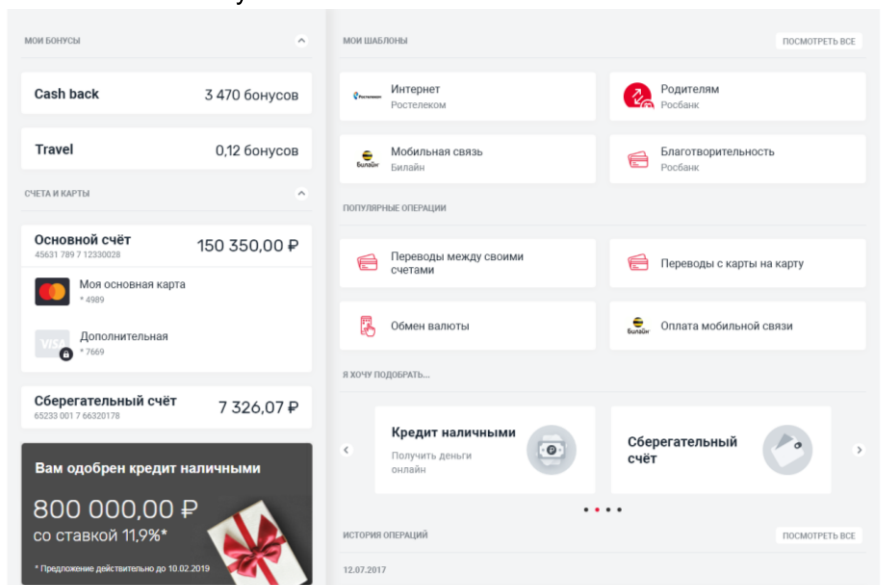 МОИ БОНУСЫ
Cash back
3 470 бонусов
Travel
0,12 бонусов
СЧЕТА И КАРТЫ
Основной счёт
150 350,00 ₽
45631 789 7 12330028
Моя основная карта
* 4989
VISA
Дополнительная
* 7669
Сберегательный счёт
7 326,07 ₽
65233 001 7 66320178
Вам одобрен кредит наличными
800 000,00 ₽
со ставкой 11,9%*
* Предложение действительно до 10.02.2019
МОИ ШАБЛОНЫ
ПОСМОТРЕТЬ ВСЕ
Ростелеком
Интернет
Ростелеком
Родителям
Росбанк
Билайн
Мобильная связь
Билайн
Благотворительность
Росбанк
ПОПУЛЯРНЫЕ ОПЕРАЦИИ
Переводы между своими
счетами
Переводы с карты на карту
Обмен валюты
Билайн
Оплата мобильной связи
Я ХОЧУ ПОДОБРАТЬ...
Кредит наличными
Получить деньги
онлайн
Сберегательный
счёт
ИСТОРИЯ ОПЕРАЦИЙ
ПОСМОТРЕТЬ ВСЕ
12.07.2017